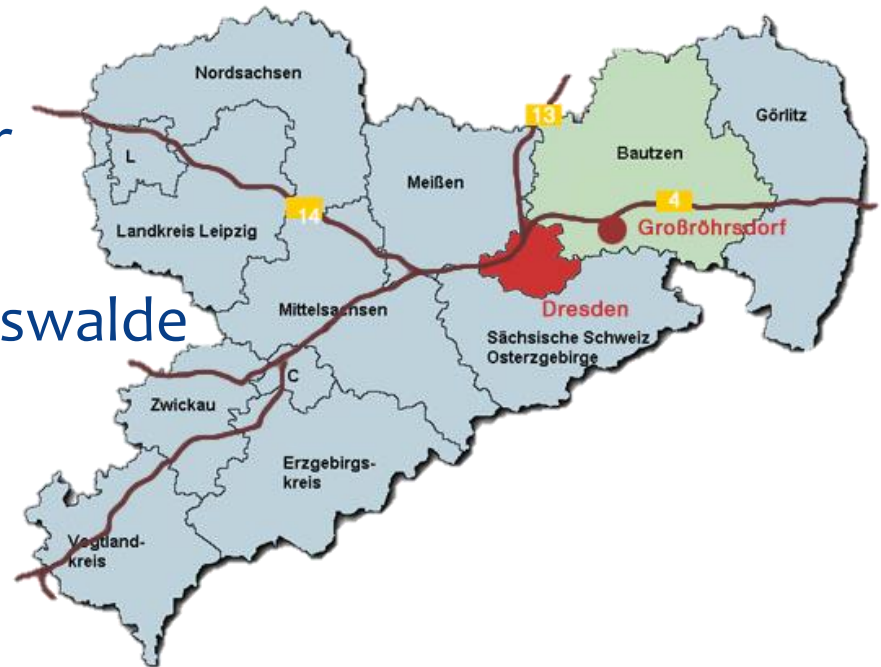 r
swalde
Nordsachsen
13
Görlitz
L
Bautzen
Meißen
4
14
Landkreis Leipzig
Großröhrsdorf
Mittelsachsen
Dresden
Sächsische Schweiz
Osterzgebirge
C
Zwickau
Erzgebirgs-
kreis
Vogtland-
kreis